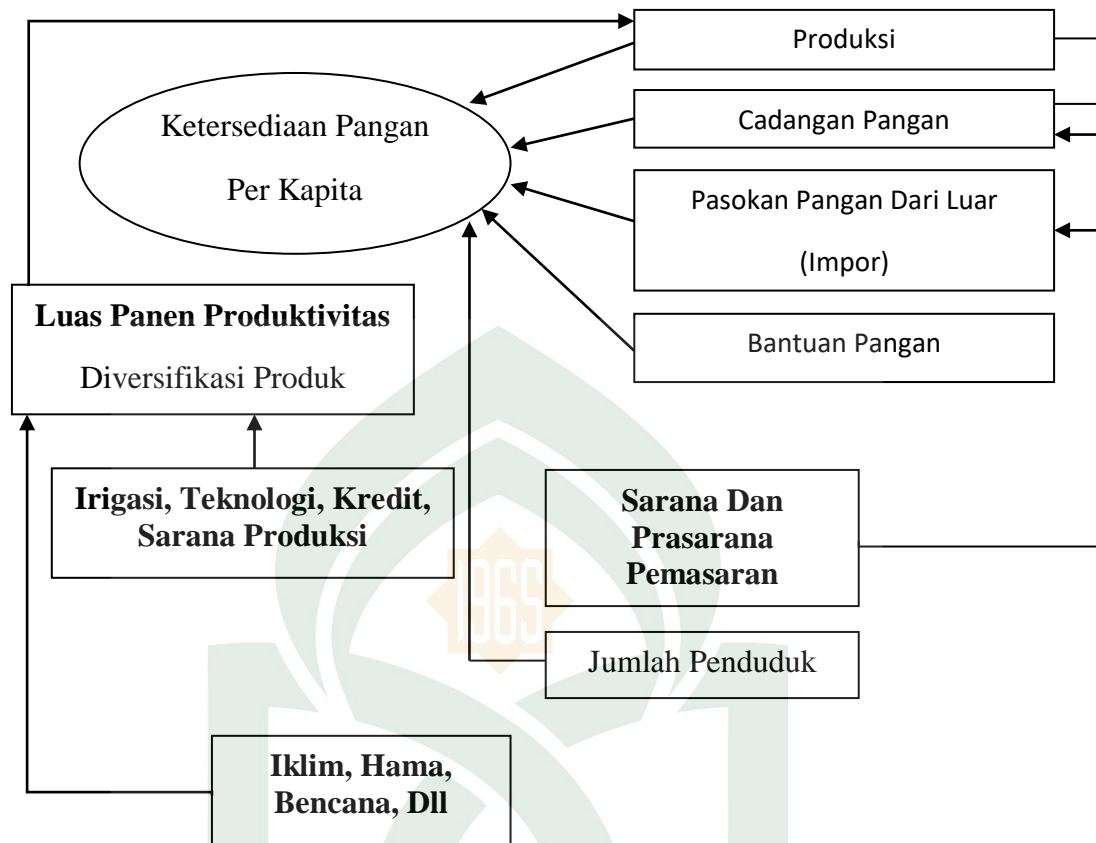 Produksi
Ketersediaan Pangan
Per Kapita
Cadangan Pangan
Pasokan Pangan Dari Luar
(Impor)
Luas Panen Produktivitas
Diversifikasi Produk
Bantuan Pangan
Irigasi, Teknologi, Kredit,
Sarana Produksi
Sarana Dan
Prasarana
Pemasaran
1965
Jumlah Penduduk
Iklim, Hama,
Bencana, Dll